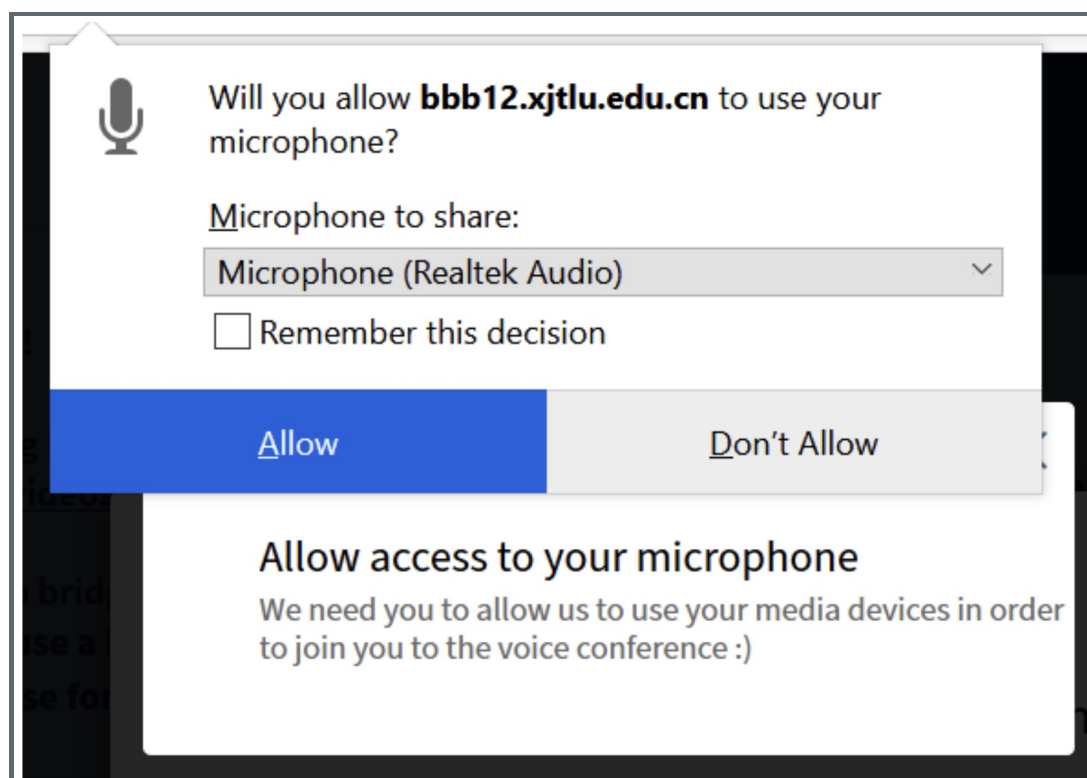 Will you allow bbb12.xjtlu.edu.cn to use your
microphone?
Microphone to share:
Microphone (Realtek Audio)
Remember this decision
Allow
Don't Allow
Allow access to your microphone
We need you to allow us to use your media devices in order
to join you to the voice conference :)